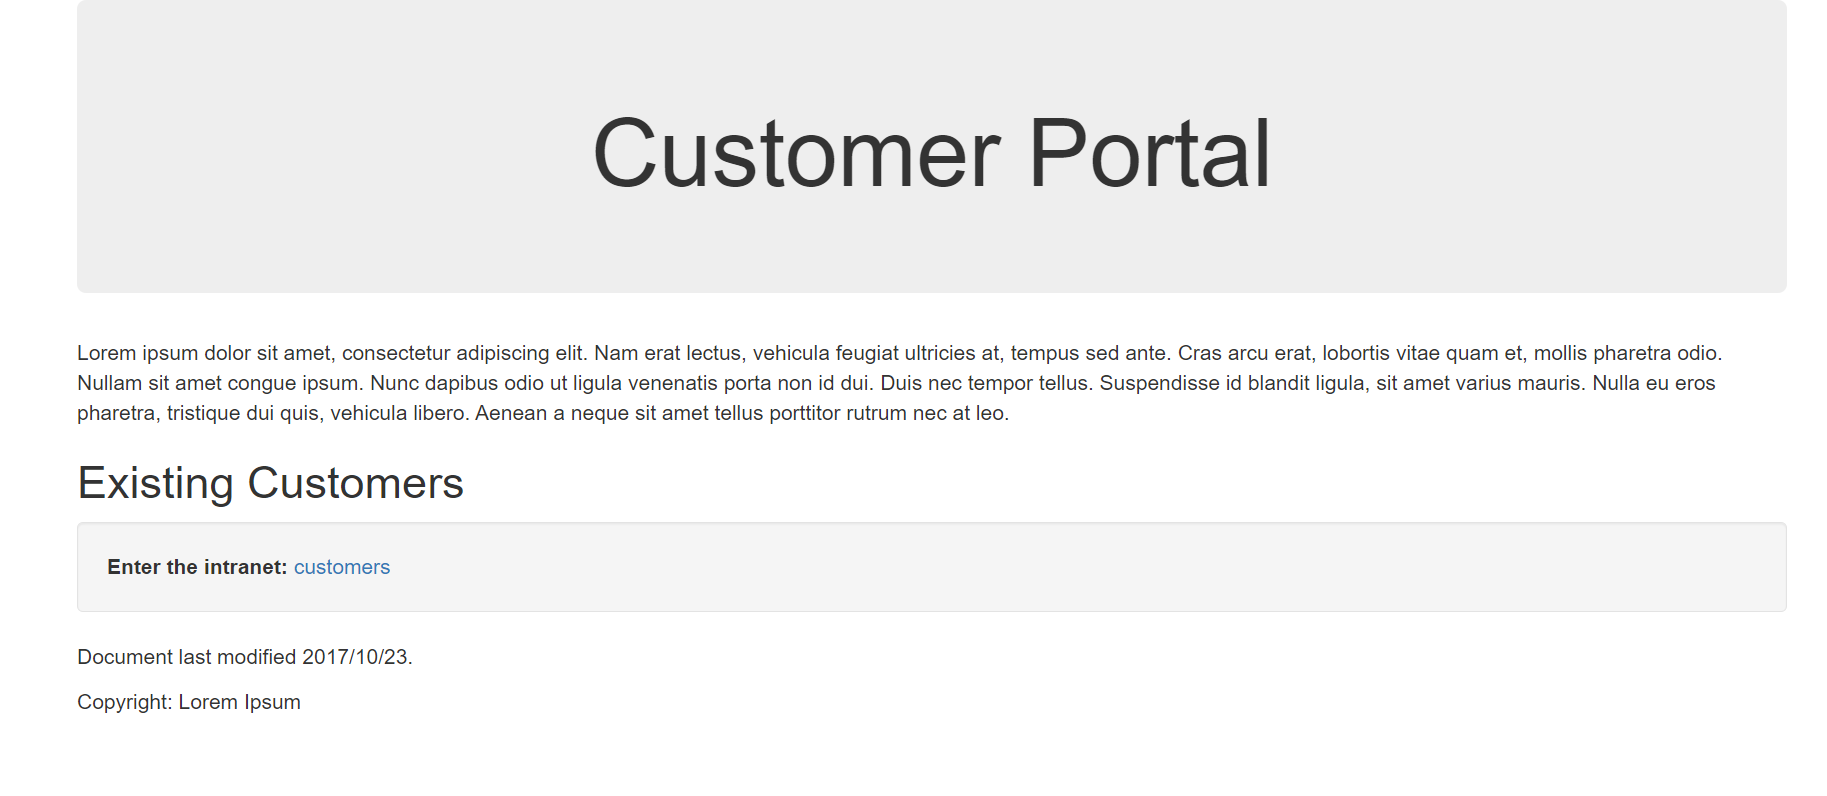 Customer Portal
Lorem ipsum dolor sit amet, consectetur adipiscing elit. Nam erat lectus, vehicula feugiat ultricies at, tempus sed ante. Cras arcu erat, lobortis vitae quam et, mollis pharetra odio.
Nullam sit amet congue ipsum. Nunc dapibus odio ut ligula venenatis porta non id dui. Duis nec tempor tellus. Suspendisse id blandit ligula, sit amet varius mauris. Nulla eu eros
pharetra, tristique dui quis, vehicula libero. Aenean a neque sit amet tellus porttitor rutrum nec at leo.
Existing Customers
Enter the intranet: customers
Document last modified 2017/10/23.
Copyright: Lorem Ipsum